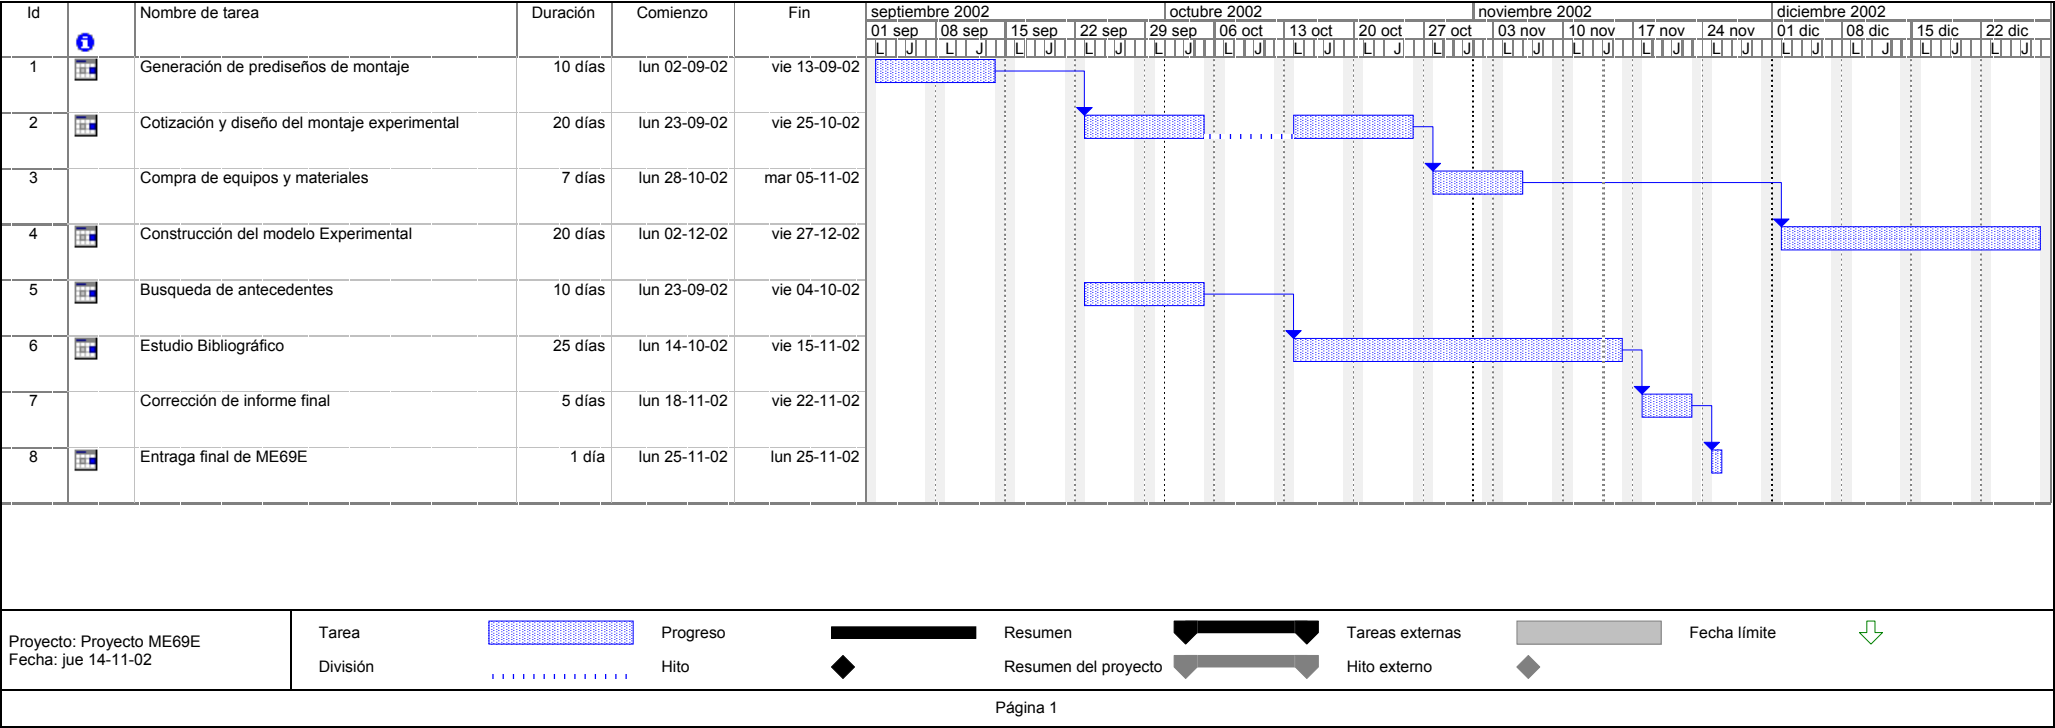 Id Nombre de tarea Duración Comienzo Fin septiembre 2002 octubre 2002 noviembre 2002 diciembre 2002
01 sep 08 sep 15 sep 22 sep 29 sep 06 oct 13 oct 20 oct 27 oct 03 nov 10 nov 17 nov 24 nov 01 dic 08 dic 15 dic 22 dic
L J L J L J L J L J L J L J L J L J L J L J L J L J L J L J L J L J
1 Generación de prediseños de montaje 10 días lun 02-09-02 vie 13-09-02
2 Cotización y diseño del montaje experimental 20 días lun 23-09-02 vie 25-10-02
3 Compra de equipos y materiales 7 días lun 28-10-02 mar 05-11-02
4 Construcción del modelo Experimental 20 días lun 02-12-02 vie 27-12-02
5 Busqueda de antecedentes 10 días lun 23-09-02 vie 04-10-02
6 Estudio Bibliográfico 25 días lun 14-10-02 vie 15-11-02
7 Corrección de informe final 5 días lun 18-11-02 vie 22-11-02
8 Entraga final de ME69E 1 día lun 25-11-02 lun 25-11-02
Proyecto: Proyecto ME69E
Fecha: jue 14-11-02
Tarea Progreso Resumen Tareas externas Fecha límite
División Hito Resumen del proyecto Hito externo
Página 1